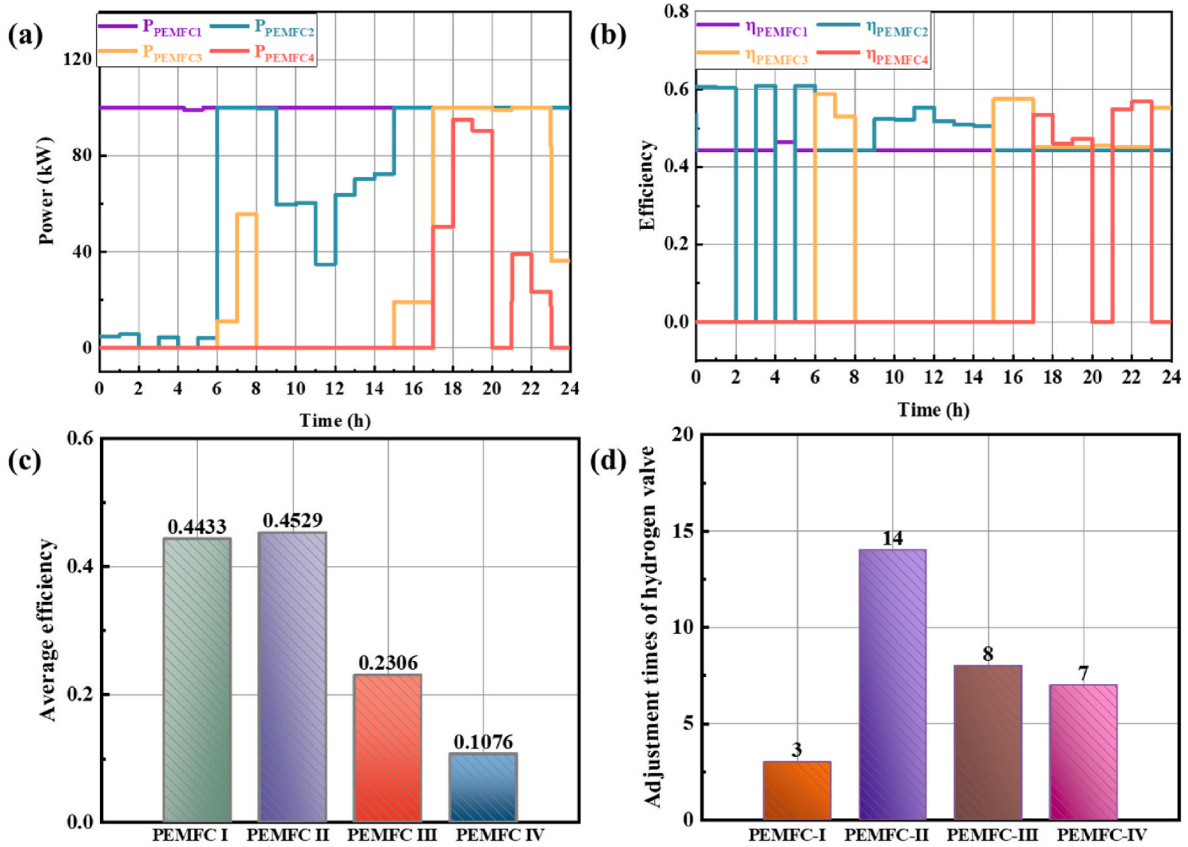 (a)
P_PEMFC1 P_PEMFC2
P_PEMFC3 P_PEMFC4
120
80
40
0
Power (kW)
0 2 4 6 8 10 12 14 16 18 20 22 24
Time (h)
(b)
η_PEMFC1 η_PEMFC2
η_PEMFC3 η_PEMFC4
0.8
0.6
0.4
0.2
0.0
Efficiency
0 2 4 6 8 10 12 14 16 18 20 22 24
Time (h)
(c)
0.6
0.4
0.2
0.0
Average efficiency
0.4433
0.4529
0.2306
0.1076
PEMFC I PEMFC II PEMFC III PEMFC IV
(d)
20
15
10
5
0
Adjustment times of hydrogen valve
3
14
8
7
PEMFC-I PEMFC-II PEMFC-III PEMFC-IV